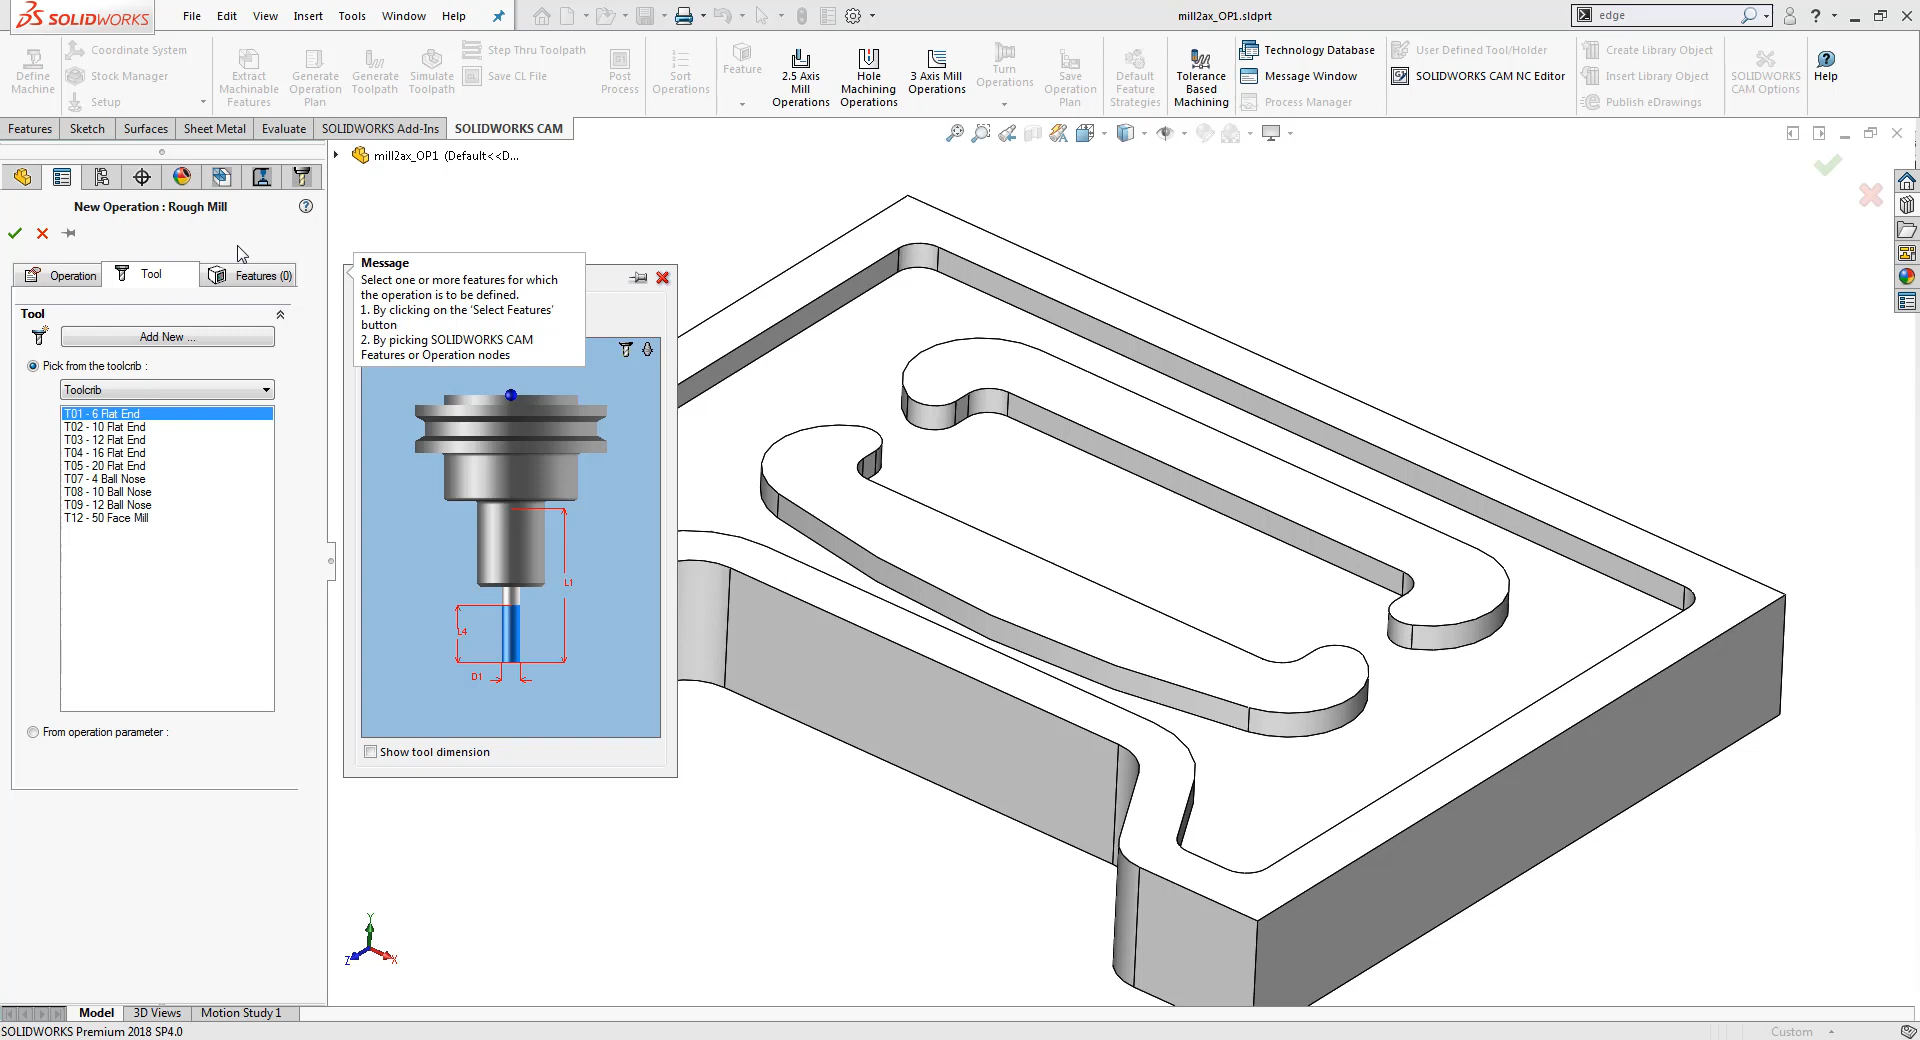 SOLIDWORKS
File Edit View Insert Tools Window Help
mill2ax_OP1.sldprt
edge
Define Machine
Coordinate System
Stock Manager
Setup
Extract Machinable Features
Generate Operation Plan
Generate Toolpath
Simulate Toolpath
Step Thru Toolpath
Save CL File
Post Process
Sort Operations
Feature
2.5 Axis Mill Operations
Hole Machining Operations
3 Axis Mill Operations
Turn Operations
Save Operation Plan
Default Feature Strategies
Tolerance Based Machining
Technology Database
Message Window
Process Manager
User Defined Tool/Holder
SOLIDWORKS CAM NC Editor
Create Library Object
Insert Library Object
Publish eDrawings
SOLIDWORKS CAM Options
Help
Features Sketch Surfaces Sheet Metal Evaluate SOLIDWORKS Add-Ins SOLIDWORKS CAM
mill2ax_OP1 (Default<<D...
New Operation : Rough Mill
Operation Tool Features (0)
Tool
Add New ...
Pick from the toolcrib :
Toolcrib
T01 - 6 Flat End
T02 - 10 Flat End
T03 - 12 Flat End
T04 - 16 Flat End
T05 - 20 Flat End
T07 - 4 Ball Nose
T08 - 10 Ball Nose
T09 - 12 Ball Nose
T12 - 50 Face Mill
From operation parameter :
Message
Select one or more features for which
the operation is to be defined.
1. By clicking on the 'Select Features'
button
2. By picking SOLIDWORKS CAM
Features or Operation nodes
L1
L4
D1
Show tool dimension
Y
Z
X
Model 3D Views Motion Study 1
SOLIDWORKS Premium 2018 SP4.0
Custom